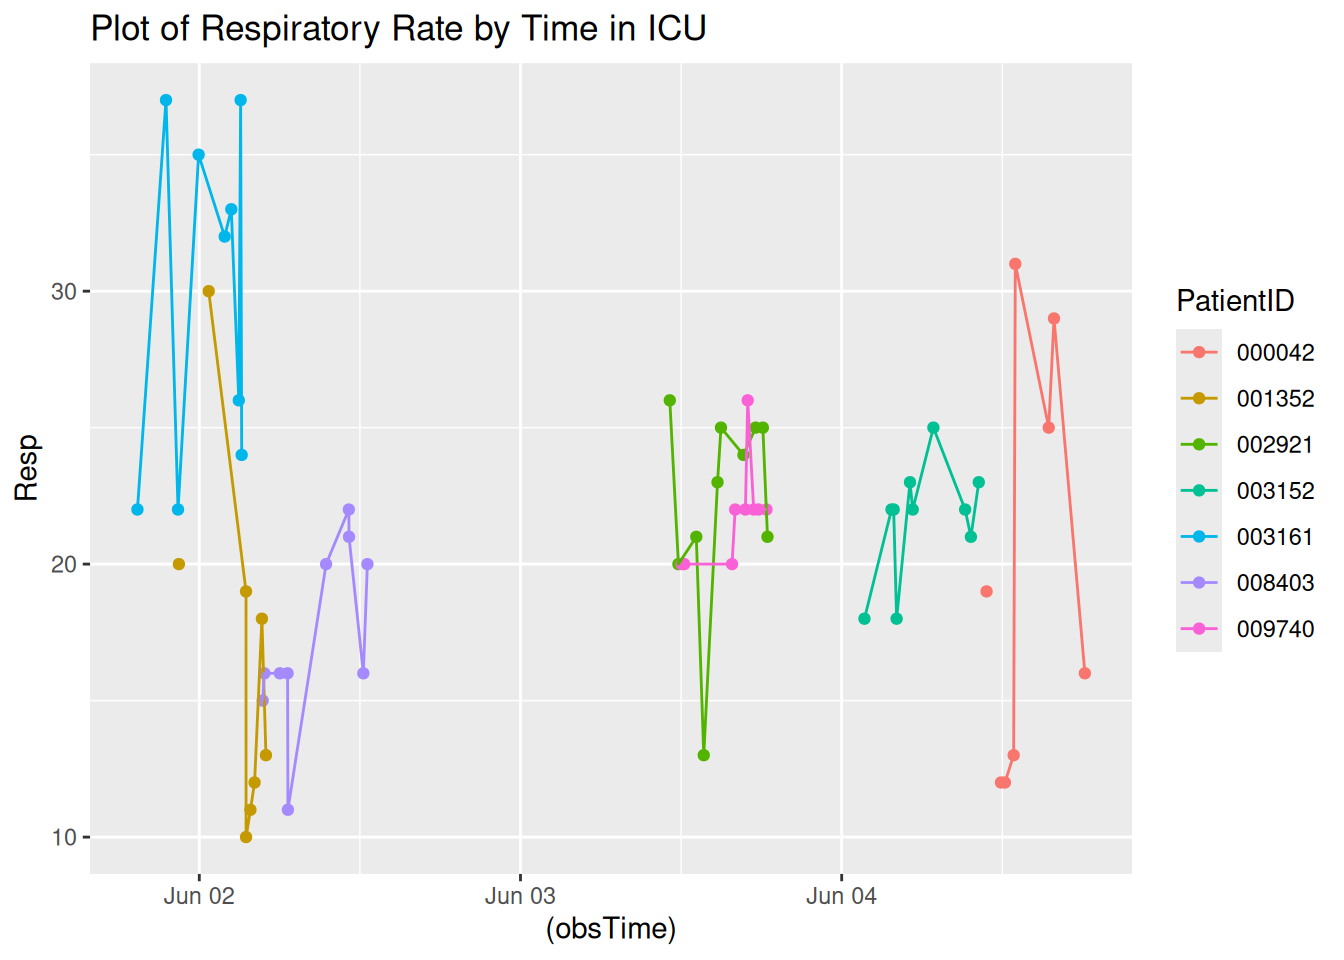 Plot of Respiratory Rate by Time in ICU
Resp
30
20
10
Jun 02
Jun 03
Jun 04
(obsTime)
PatientID
000042
001352
002921
003152
003161
008403
009740